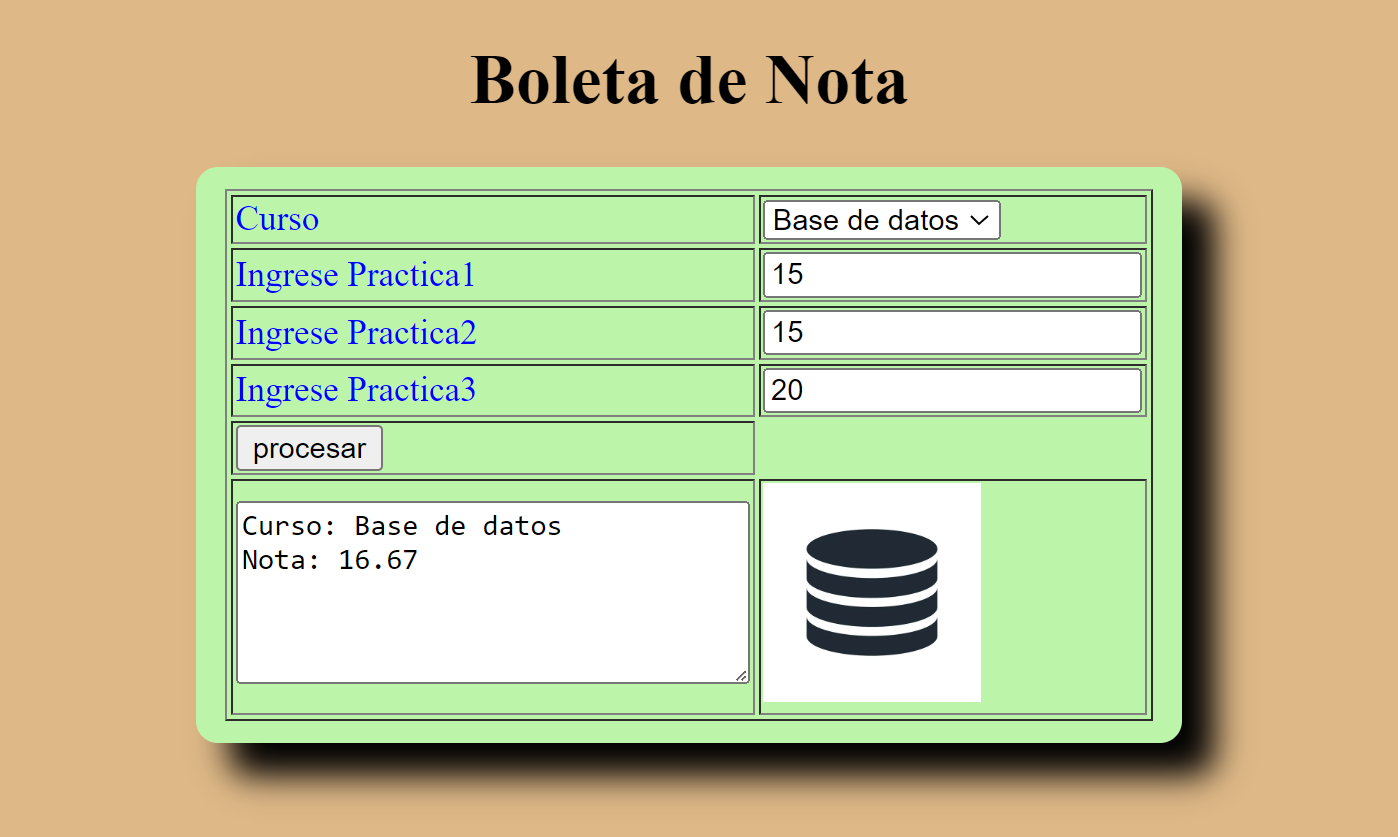 Boleta de Nota
Curso Base de datos
Ingrese Practica1 15
Ingrese Practica2 15
Ingrese Practica3 20
procesar
Curso: Base de datos
Nota: 16.67